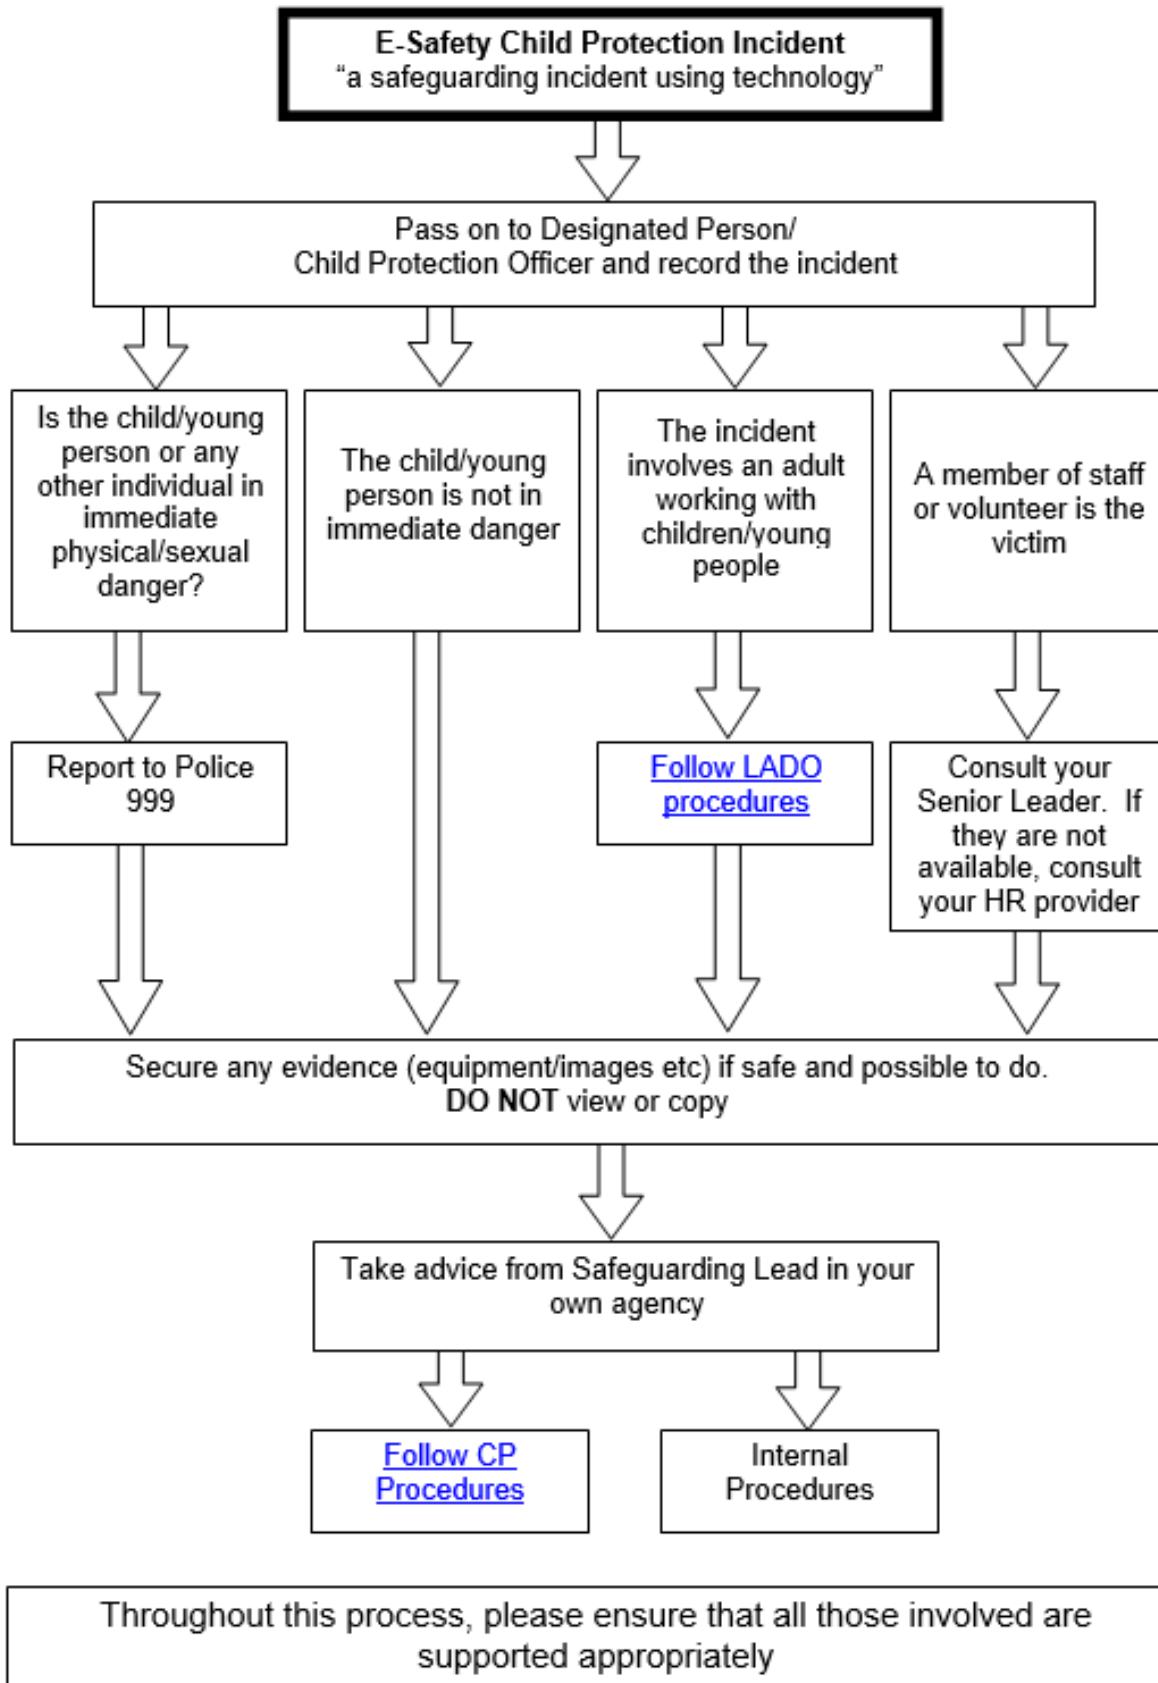 E-Safety Child Protection Incident
“a safeguarding incident using technology”
Pass on to Designated Person/
Child Protection Officer and record the incident
Is the child/young
person or any
other individual in
immediate
physical/sexual
danger?
The child/young
person is not in
immediate danger
The incident
involves an adult
working with
children/young
people
A member of staff
or volunteer is the
victim
Report to Police
999
Follow LADO
procedures
Consult your
Senior Leader.  If
they are not
available, consult
your HR provider
Secure any evidence (equipment/images etc) if safe and possible to do.
DO NOT view or copy
Take advice from Safeguarding Lead in your
own agency
Follow CP
Procedures
Internal
Procedures
Throughout this process, please ensure that all those involved are
supported appropriately